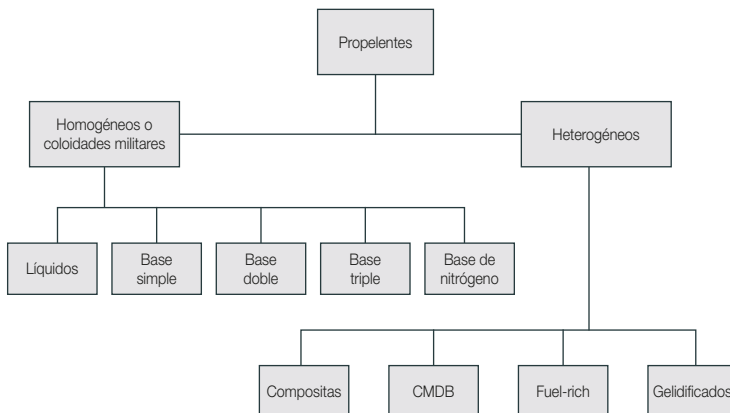 Propelentes
Homogéneos o
coloidades militares
Heterogéneos
Líquidos
Base
simple
Base
doble
Base
triple
Base de
nitrógeno
Compositas
CMDB
Fuel-rich
Gelidificados